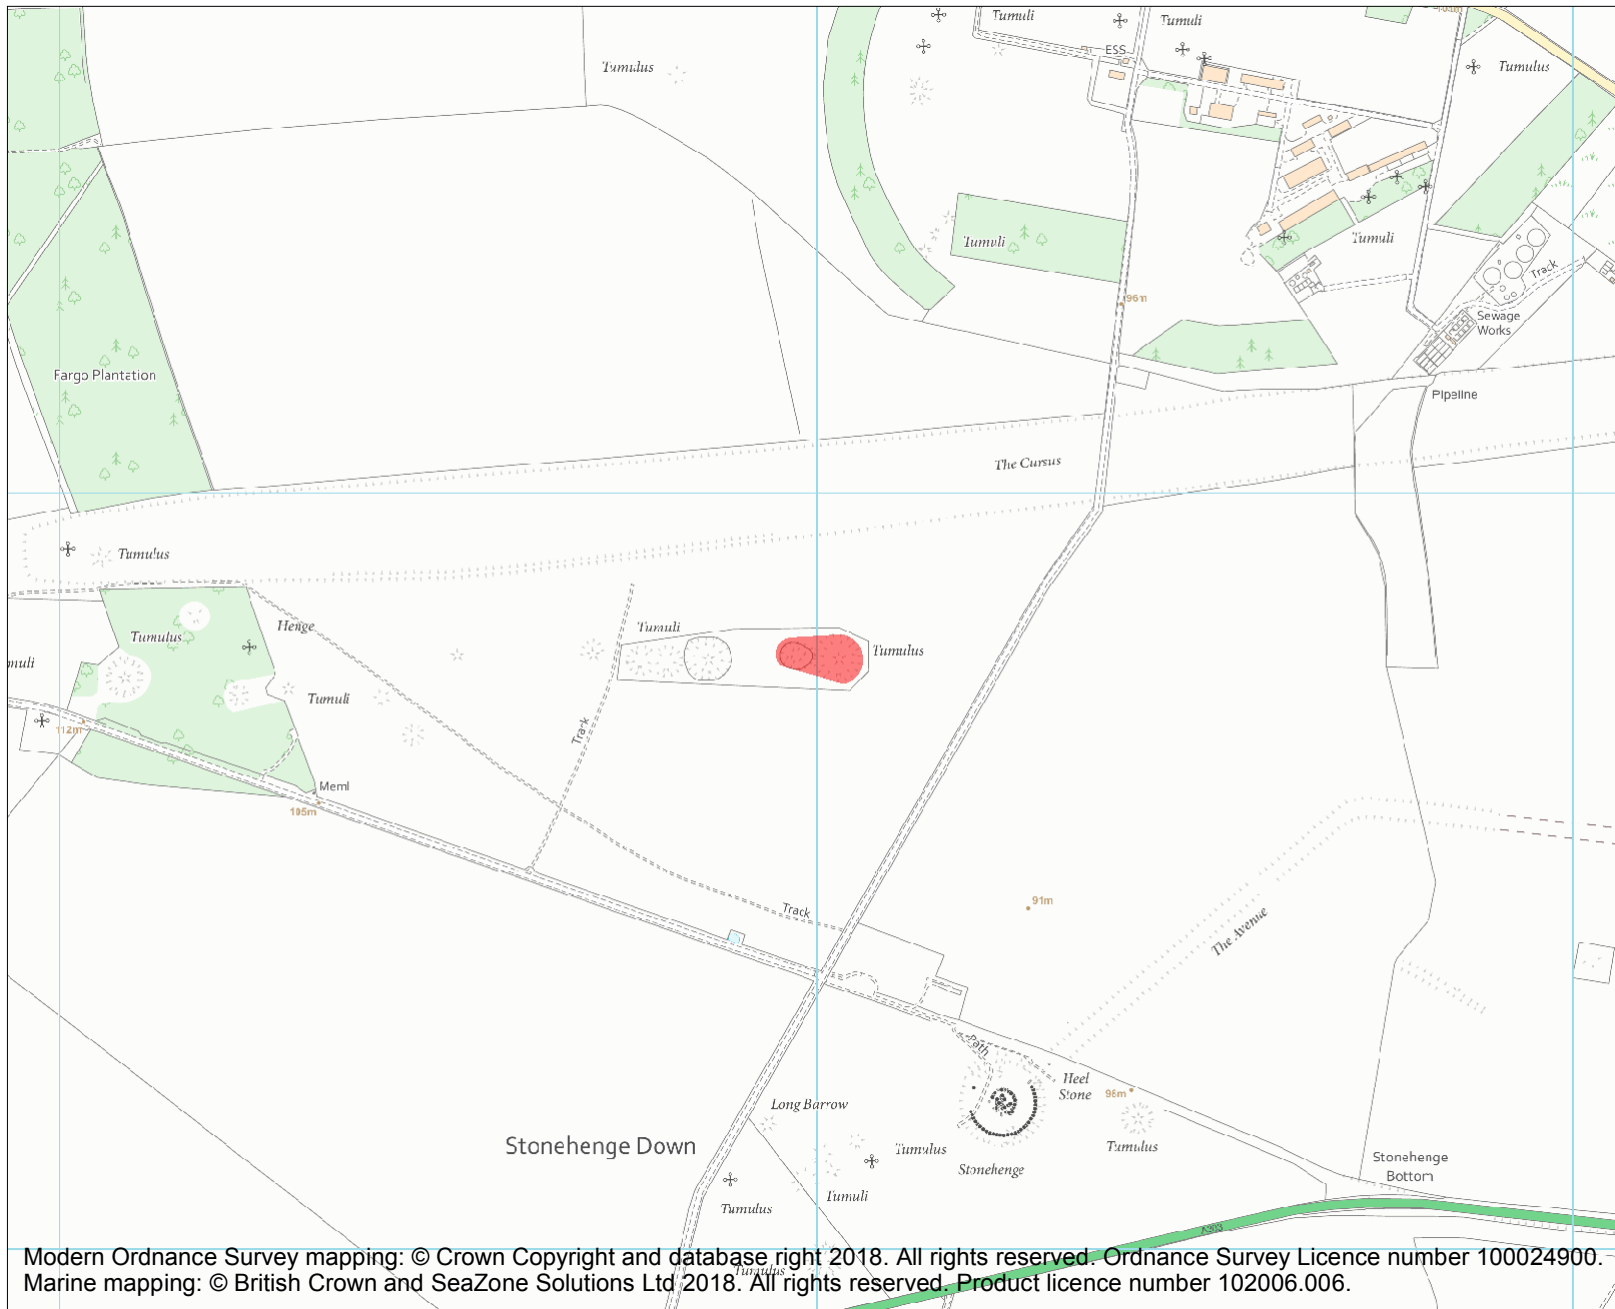 Tumuli
Tumuli
103m
ESS
Tumulus
Tumulus
Tumuli
Tumuli
Track
96m
Sewage
Works
Fargo Plantation
Pipeline
The Cursus
Tumulus
Henge
Tumuli
Tumulus
Tumulus
muli
Tumuli
Track
112m
Meml
105m
91m
Track
The Avenue
Path
Heel
Stone
96m
Long Barrow
Stonehenge Down
Tumulus
Tumulus
Stonehenge
Stonehenge
Bottom
Tumuli
Tumulus
A303
Modern Ordnance Survey mapping: © Crown Copyright and database right 2018. All rights reserved. Ordnance Survey Licence number 100024900.
Tumulus
Marine mapping: © British Crown and SeaZone Solutions Ltd 2018. All rights reserved. Product licence number 102006.006.